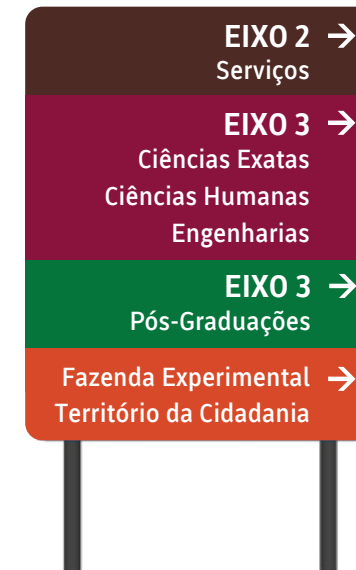 EIXO 2 →
Serviços
EIXO 3 →
Ciências Exatas
Ciências Humanas
Engenharias
EIXO 3 →
Pós-Graduações
Fazenda Experimental →
Território da Cidadania